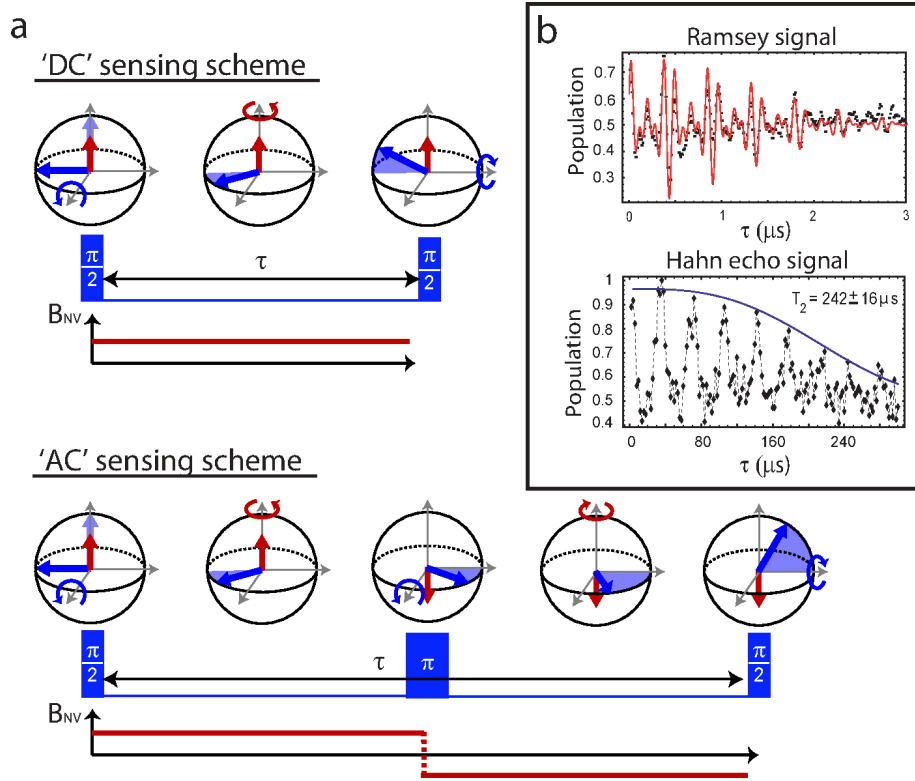 a
'DC' sensing scheme
π/2
τ
π/2
B_NV
'AC' sensing scheme
π/2
τ
π
π/2
B_NV
b
Ramsey signal
Population
0.7
0.6
0.5
0.4
0.3
0
1
2
3
τ (μs)
Hahn echo signal
T₂ = 242 ± 16 μs
Population
1
0.9
0.8
0.7
0.6
0.5
0.4
0
80
160
240
τ (μs)